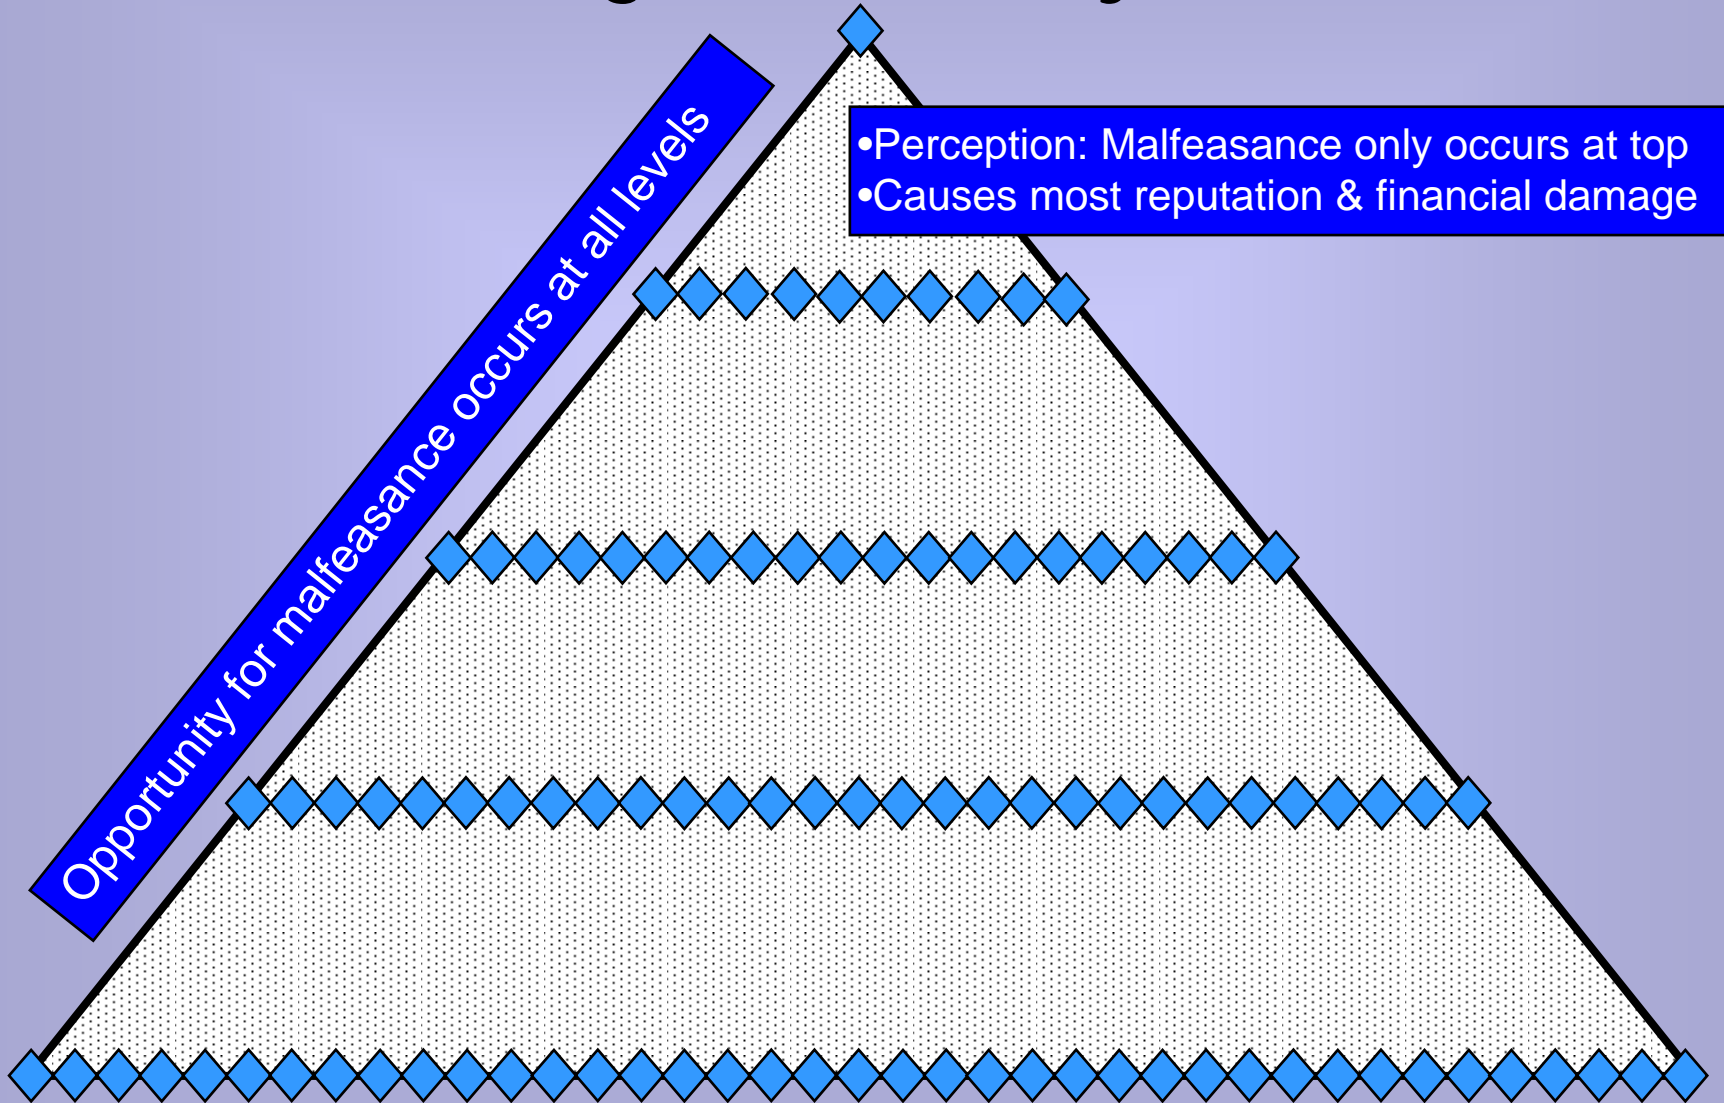 •Perception: Malfeasance only occurs at top
•Causes most reputation & financial damage
Opportunity for malfeasance occurs at all levels